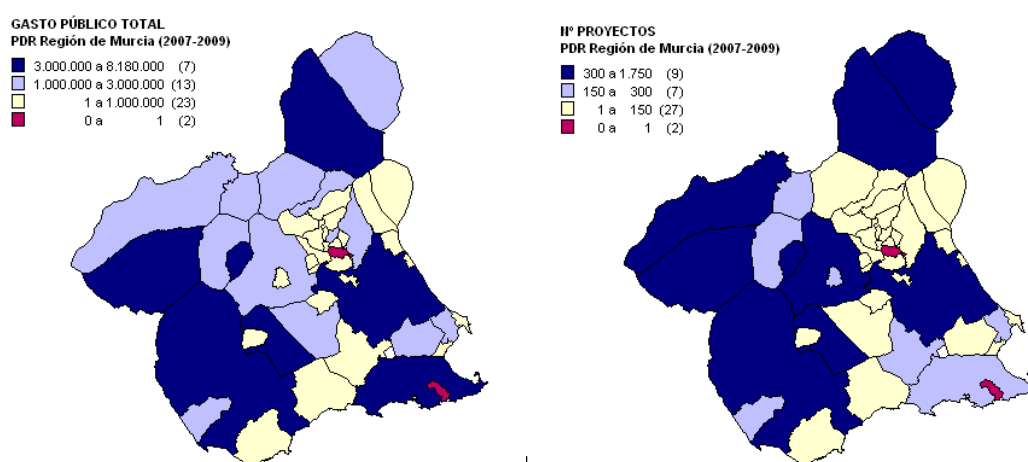 GASTO PÚBLICO TOTAL
PDR Región de Murcia (2007-2009)
3.000.000 a 8.180.000 (7)
1.000.000 a 3.000.000 (13)
1 a 1.000.000 (23)
0 a 1 (2)
Nº PROYECTOS
PDR Región de Murcia (2007-2009)
300 a 1.750 (9)
150 a 300 (7)
1 a 150 (27)
0 a 1 (2)